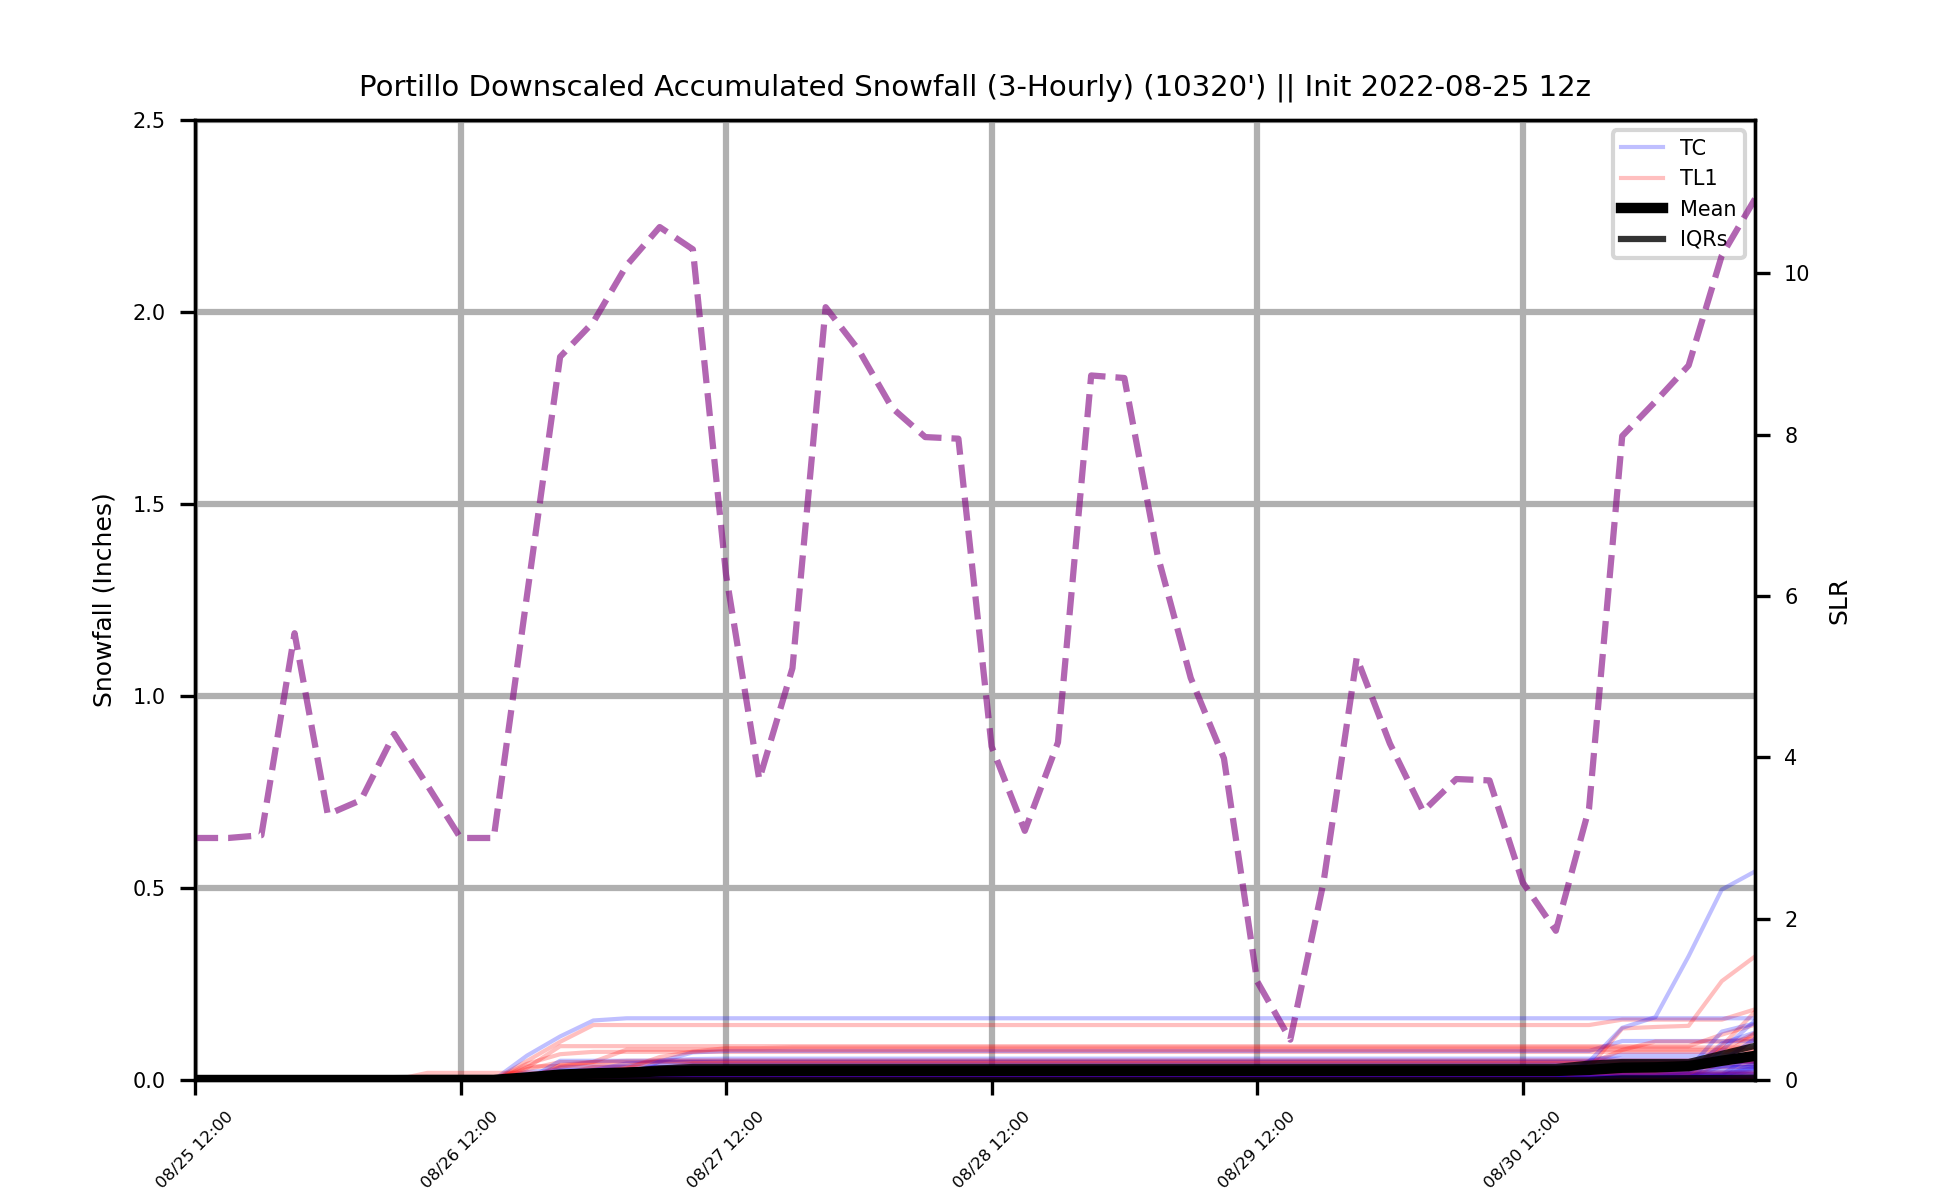 Portillo Downscaled Accumulated Snowfall (3-Hourly) (10320') || Init 2022-08-25 12z
TC
TL1
Mean
IQRs
Snowfall (Inches)
2.5
2.0
1.5
1.0
0.5
0.0
SLR
10
8
6
4
2
0
08/25 12:00
08/26 12:00
08/27 12:00
08/28 12:00
08/29 12:00
08/30 12:00